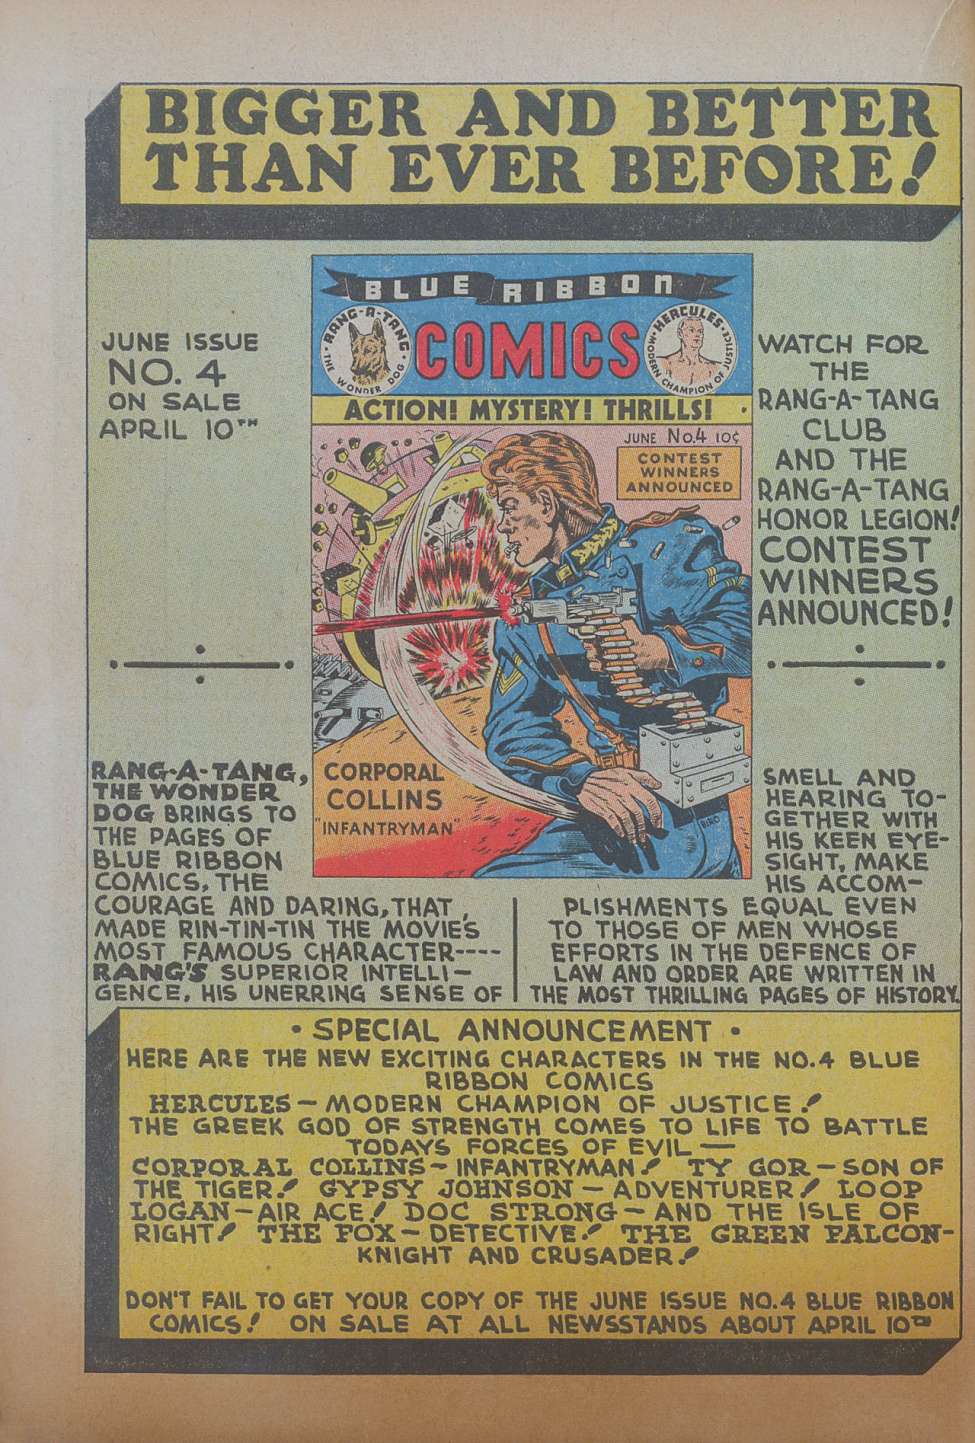 BIGGER AND BETTER
THAN EVER BEFORE!
JUNE ISSUE
NO. 4
ON SALE
APRIL 10TH
BLUE RIBBON
COMICS
RANG-A-TANG
THE WONDER DOG
HERCULES
MODERN CHAMPION OF JUSTICE
ACTION! MYSTERY! THRILLS!
JUNE No.4 10¢
CONTEST
WINNERS
ANNOUNCED
CORPORAL
COLLINS
"INFANTRYMAN"
BIRO
WATCH FOR
THE
RANG-A-TANG
CLUB
AND THE
RANG-A-TANG
HONOR LEGION!
CONTEST
WINNERS
ANNOUNCED!
RANG-A-TANG,
THE WONDER
DOG BRINGS TO
THE PAGES OF
BLUE RIBBON
COMICS, THE
COURAGE AND DARING, THAT
MADE RIN-TIN-TIN THE MOVIE'S
MOST FAMOUS CHARACTER----
RANG'S SUPERIOR INTELLI-
GENCE, HIS UNERRING SENSE OF
SMELL AND
HEARING TO-
GETHER WITH
HIS KEEN EYE-
SIGHT, MAKE
HIS ACCOM-
PLISHMENTS EQUAL EVEN
TO THOSE OF MEN WHOSE
EFFORTS IN THE DEFENCE OF
LAW AND ORDER ARE WRITTEN IN
THE MOST THRILLING PAGES OF HISTORY.
• SPECIAL ANNOUNCEMENT •
HERE ARE THE NEW EXCITING CHARACTERS IN THE NO.4 BLUE
RIBBON COMICS
HERCULES—MODERN CHAMPION OF JUSTICE!
THE GREEK GOD OF STRENGTH COMES TO LIFE TO BATTLE
TODAYS FORCES OF EVIL—
CORPORAL COLLINS—INFANTRYMAN! TY GOR—SON OF
THE TIGER! GYPSY JOHNSON—ADVENTURER! LOOP
LOGAN—AIR ACE! DOC STRONG—AND THE ISLE OF
RIGHT! THE FOX—DETECTIVE! THE GREEN FALCON-
KNIGHT AND CRUSADER!
DON'T FAIL TO GET YOUR COPY OF THE JUNE ISSUE NO.4 BLUE RIBBON
COMICS! ON SALE AT ALL NEWSSTANDS ABOUT APRIL 10TH